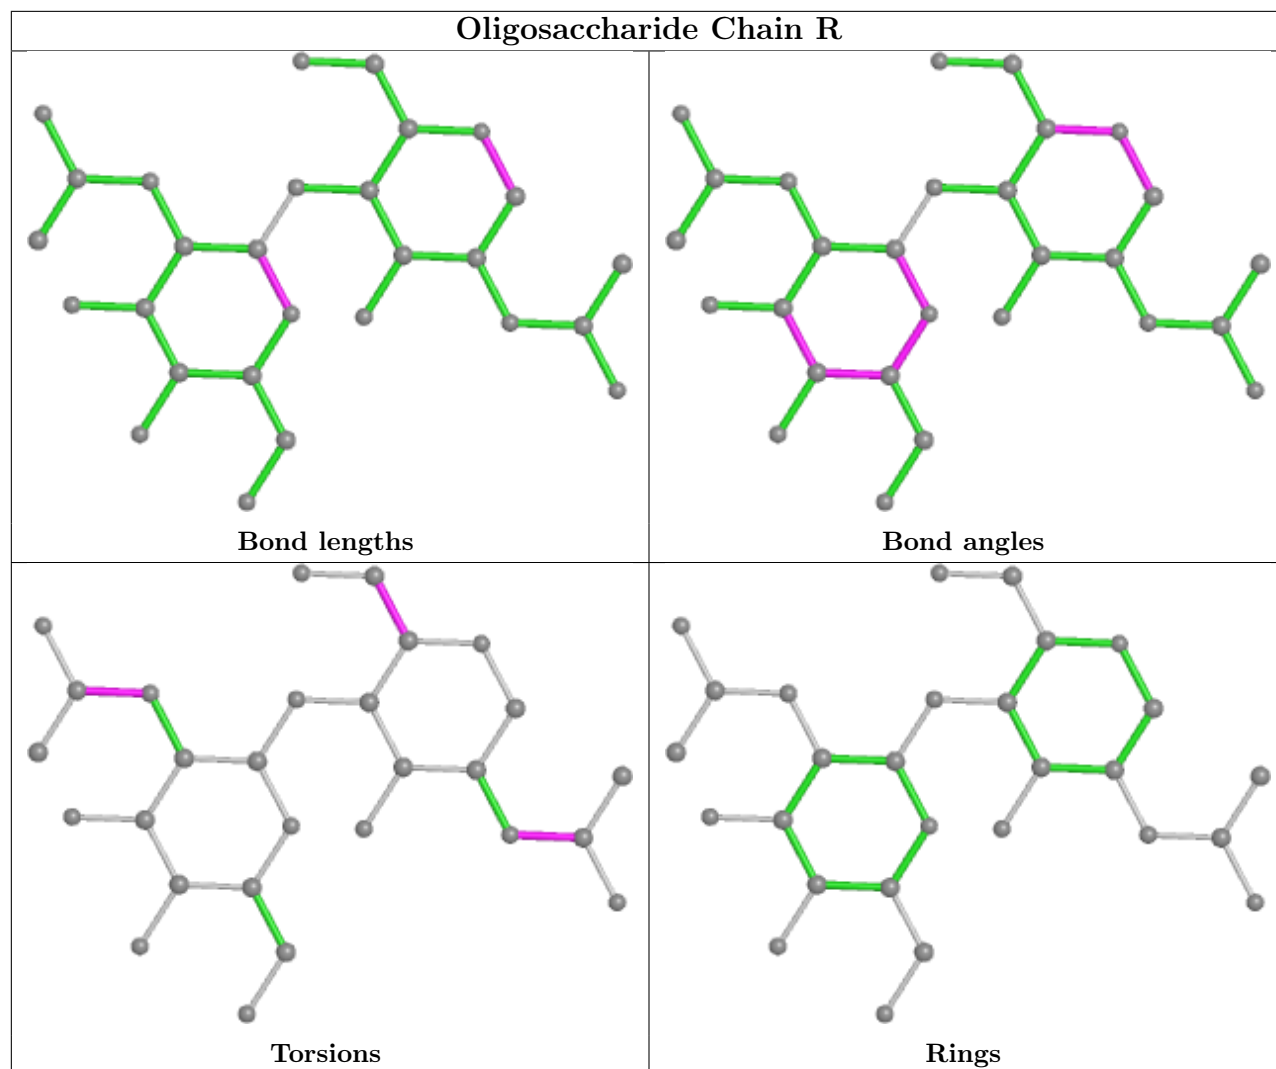 Oligosaccharide Chain R
Bond lengths
Bond angles
Torsions
Rings